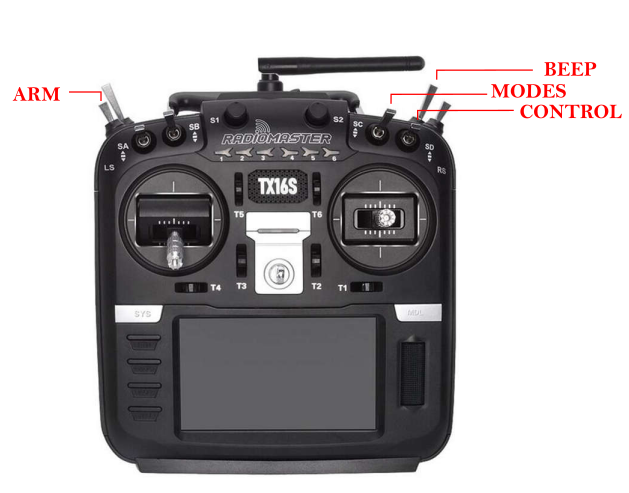 BEEP
ARM
MODES
CONTROL
S1
S2
SA
SB
SC
SD
RADIOMASTER
LS
RS
1 2 3 4 5 6
TX16S
T5
T6
T4
T3
T2
T1
SYS
MDL